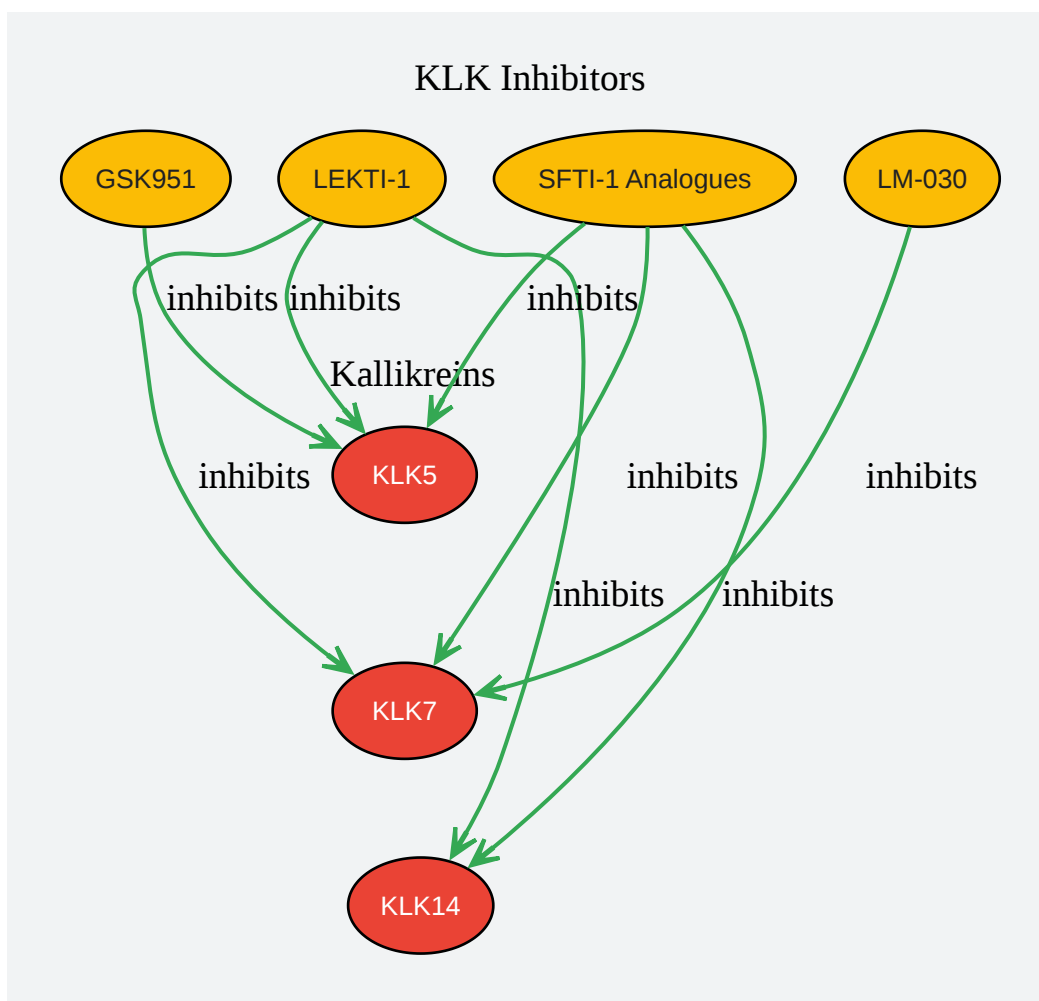 KLK Inhibitors
GSK951
LEKTI-1
SFTI-1 Analogues
LM-030
inhibits
inhibits
inhibits
Kallikreins
inhibits
KLK5
inhibits
inhibits
inhibits
inhibits
KLK7
KLK14